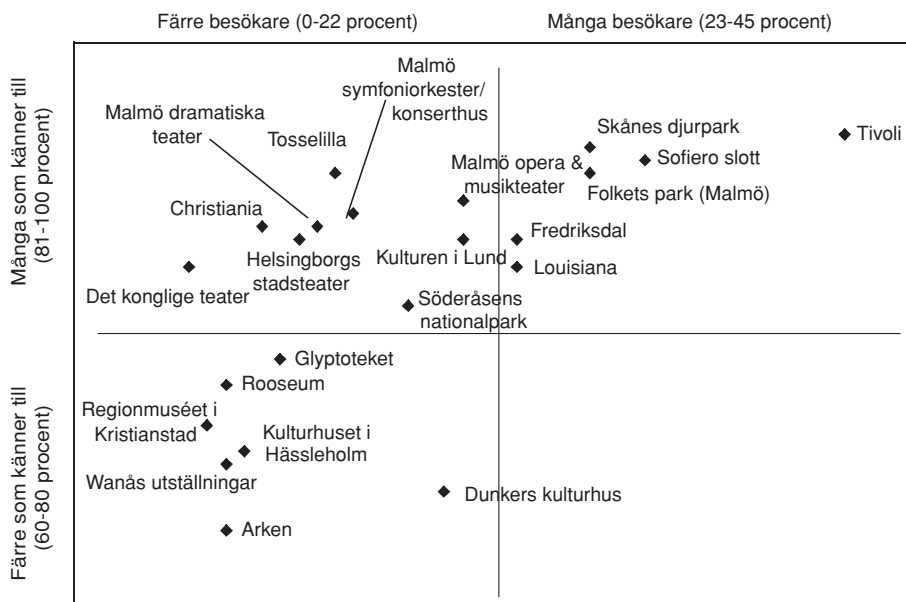 Färre besökare (0-22 procent)
Många besökare (23-45 procent)
Många som känner till
(81-100 procent)
Färre som känner till
(60-80 procent)
Malmö
symfoniorkester/
konserthus
Malmö dramatiska
teater
Tosselilla
Christiania
Helsingborgs
stadsteater
Det konglige teater
Malmö opera &
musikteater
Kulturen i Lund
Söderåsens
nationalpark
Skånes djurpark
Tivoli
Sofiero slott
Folkets park (Malmö)
Fredriksdal
Louisiana
Glyptoteket
Rooseum
Regionmuséet i
Kristianstad
Kulturhuset i
Hässleholm
Wanås utställningar
Dunkers kulturhus
Arken